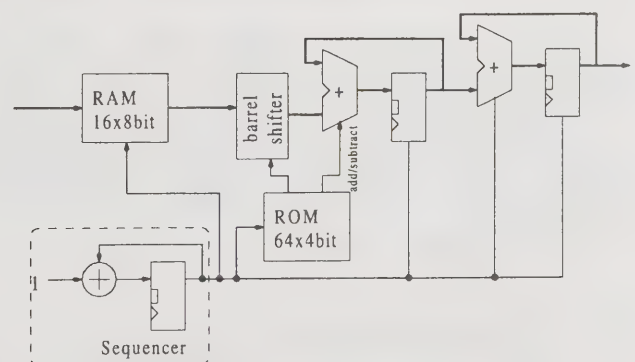 RAM
16x8bit
barrel
shifter
+
+
add/subtract
ROM
64x4bit
1
+
Sequencer